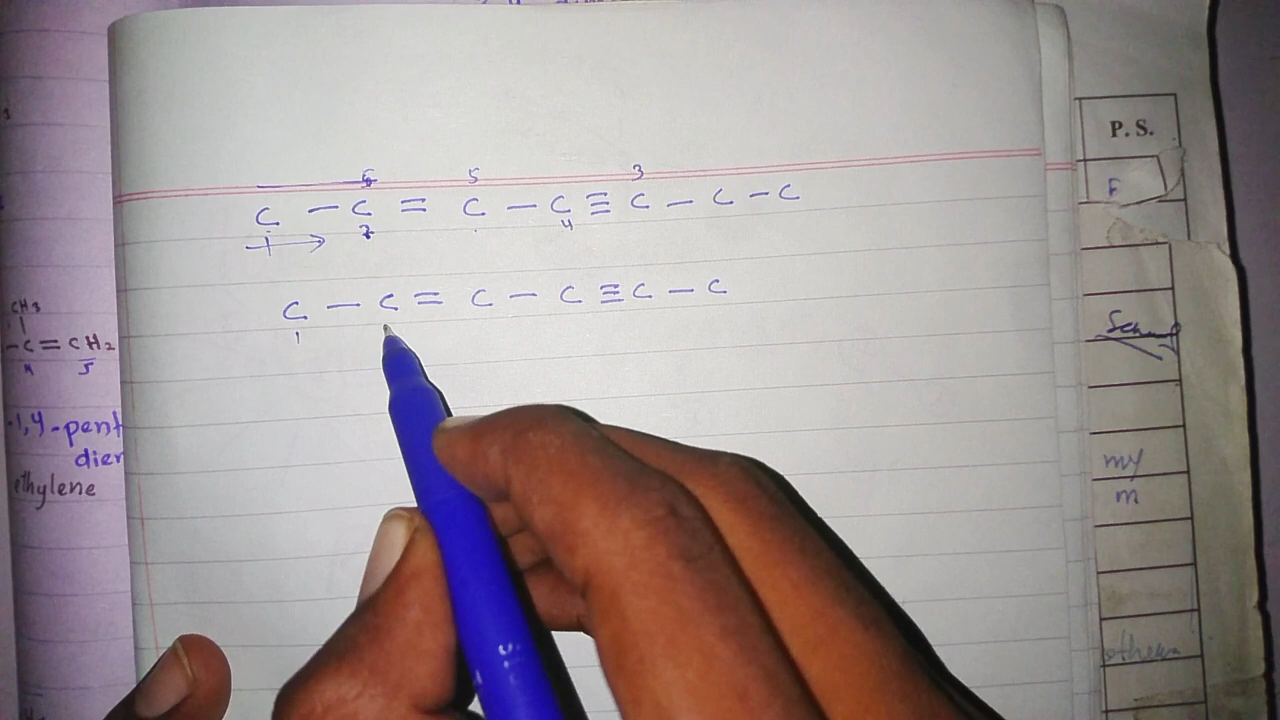 6 5 3
C - C = C - C ≡ C - C - C
1 2 4
C - C = C - C ≡ C - C
1
CH3
|
-C = CH2
4 5
-1,4-pent
dien
ethylene
P. S.
F
my
m